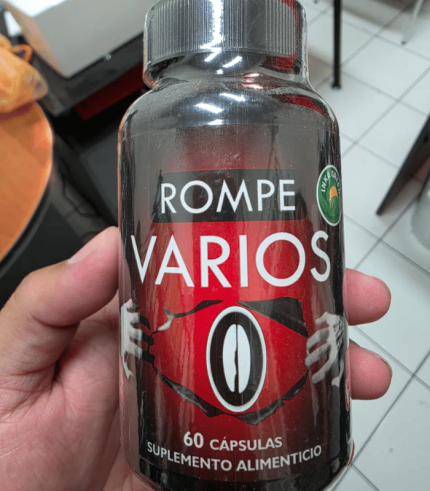 ROMPE
VARIOS
60 CÁPSULAS
SUPLEMENTO ALIMENTICIO